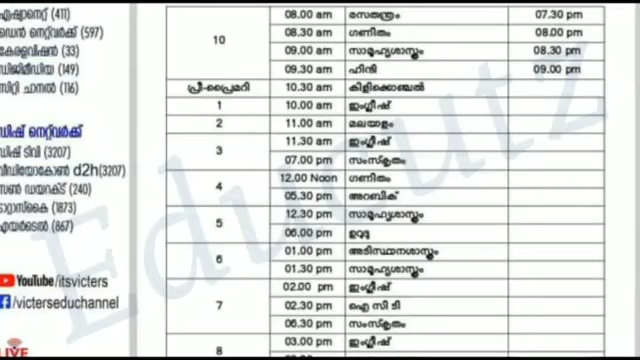 ഏഷ്യാനെറ്റ് (411)
ഡെൻ നെറ്റ്‌വർക്ക് (597)
കേരളവിഷൻ (33)
ഡിജിമീഡിയ (149)
സിറ്റി ചാനൽ (116)
ഡിഷ് നെറ്റ്‌വർക്ക്
ഡിഷ് ടിവി (3207)
വീഡിയോകോൺ d2h(3207)
സൺ ഡയറക്ട് (240)
ടാറ്റാസ്കൈ (1873)
എയർടെൽ (867)
YouTube/itsvicters
/victerseduchannel
LIVE
10 08.00 am രസതന്ത്രം 07.30 pm
08.30 am ഗണിതം 08.00 pm
09.00 am സാമൂഹ്യശാസ്ത്രം 08.30 pm
09.30 am ഹിന്ദി 09.00 pm
പ്രീ-പ്രൈമറി 10.30 am കിളിക്കൊഞ്ചൽ
1 10.00 am ഇംഗ്ലീഷ്
2 11.00 am മലയാളം
3 11.30 am ഇംഗ്ലീഷ്
07.00 pm സംസ്കൃതം
4 12.00 Noon ഗണിതം
05.30 pm അറബിക്
5 12.30 pm സാമൂഹ്യശാസ്ത്രം
06.00 pm ഉറുദു
6 01.00 pm അടിസ്ഥാനശാസ്ത്രം
01.30 pm സാമൂഹ്യശാസ്ത്രം
7 02.00 pm ഇംഗ്ലീഷ്
02.30 pm ഐ സി ടി
06.30 pm സംസ്കൃതം
8 03.00 pm ഇംഗ്ലീഷ്
Educutz